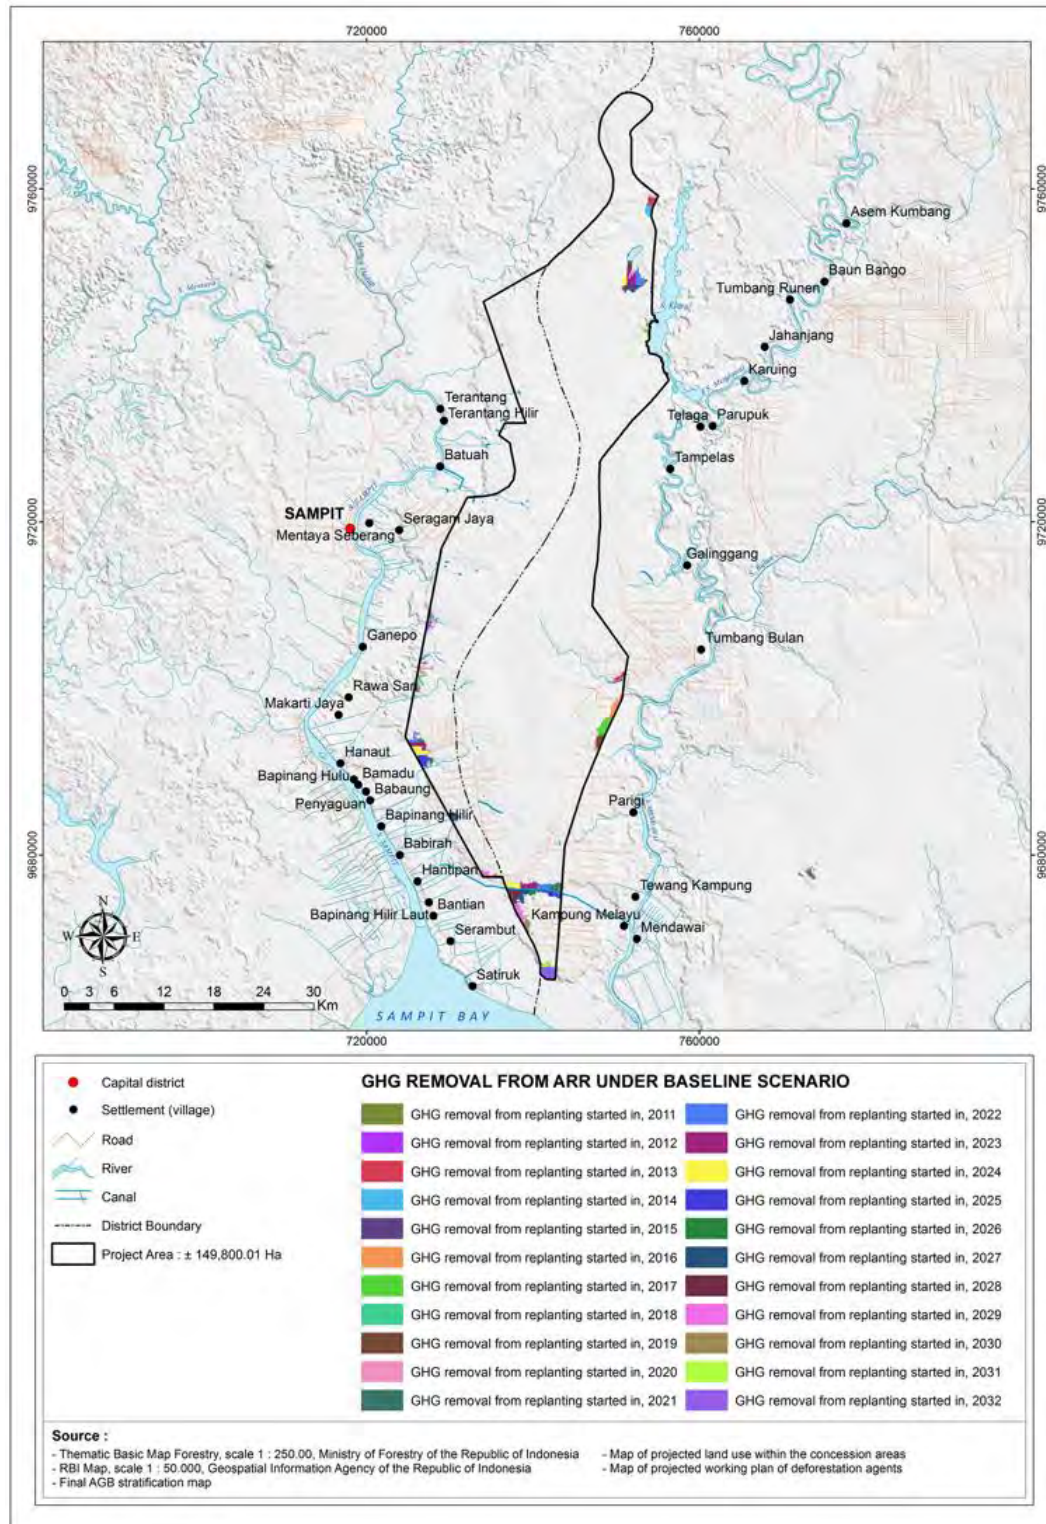 720000
760000
9760000
9760000
Asem Kumbang
Baun Bango
Tumbang Runen
Jahanjang
Karuing
Terantang
Terantang Hilir
Telaga
Parupuk
Batuah
Tampelas
SAMPIT
Seragam Jaya
Mentaya Seberang
9720000
9720000
Galinggang
Ganepo
Tumbang Bulan
Rawa Sari
Makarti Jaya
Hanaut
Bapinang Hulu
Bamadu
Babaung
Penyaguan
Parigi
Bapinang Hilir
Babirah
9680000
9680000
Hantipan
Tewang Kampung
Bantian
Bapinang Hilir Laut
Kampung Melayu
Mendawai
Serambut
Satiruk
N
W
E
S
0 3 6 12 18 24 30
Km
SAMPIT BAY
720000
760000
GHG REMOVAL FROM ARR UNDER BASELINE SCENARIO
Capital district
Settlement (village)
Road
River
Canal
District Boundary
Project Area : ± 149,800.01 Ha
GHG removal from replanting started in, 2011
GHG removal from replanting started in, 2012
GHG removal from replanting started in, 2013
GHG removal from replanting started in, 2014
GHG removal from replanting started in, 2015
GHG removal from replanting started in, 2016
GHG removal from replanting started in, 2017
GHG removal from replanting started in, 2018
GHG removal from replanting started in, 2019
GHG removal from replanting started in, 2020
GHG removal from replanting started in, 2021
GHG removal from replanting started in, 2022
GHG removal from replanting started in, 2023
GHG removal from replanting started in, 2024
GHG removal from replanting started in, 2025
GHG removal from replanting started in, 2026
GHG removal from replanting started in, 2027
GHG removal from replanting started in, 2028
GHG removal from replanting started in, 2029
GHG removal from replanting started in, 2030
GHG removal from replanting started in, 2031
GHG removal from replanting started in, 2032
Source :
- Thematic Basic Map Forestry, scale 1 : 250.00, Ministry of Forestry of the Republic of Indonesia
- RBI Map, scale 1 : 50.000, Geospatial Information Agency of the Republic of Indonesia
- Final AGB stratification map
- Map of projected land use within the concession areas
- Map of projected working plan of deforestation agents